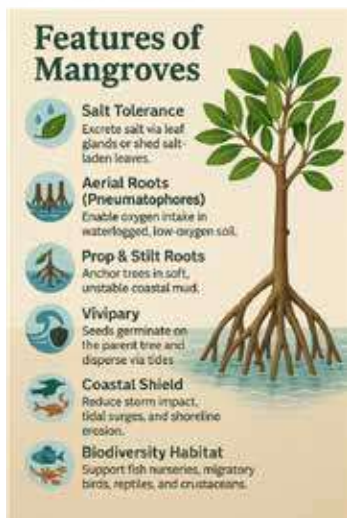 Features of
Mangroves
Salt Tolerance
Excrete salt via leaf
glands or shed salt-
laden leaves.
Aerial Roots
(Pneumatophores)
Enable oxygen intake in
waterlogged, low-oxygen soil.
Prop & Stilt Roots
Anchor trees in soft,
unstable coastal mud.
Vivipary
Seeds germinate on
the parent tree and
disperse via tides
Coastal Shield
Reduce storm impact,
tidal surges, and shoreline
erosion.
Biodiversity Habitat
Support fish nurseries, migratory
birds, reptiles, and crustaceans.